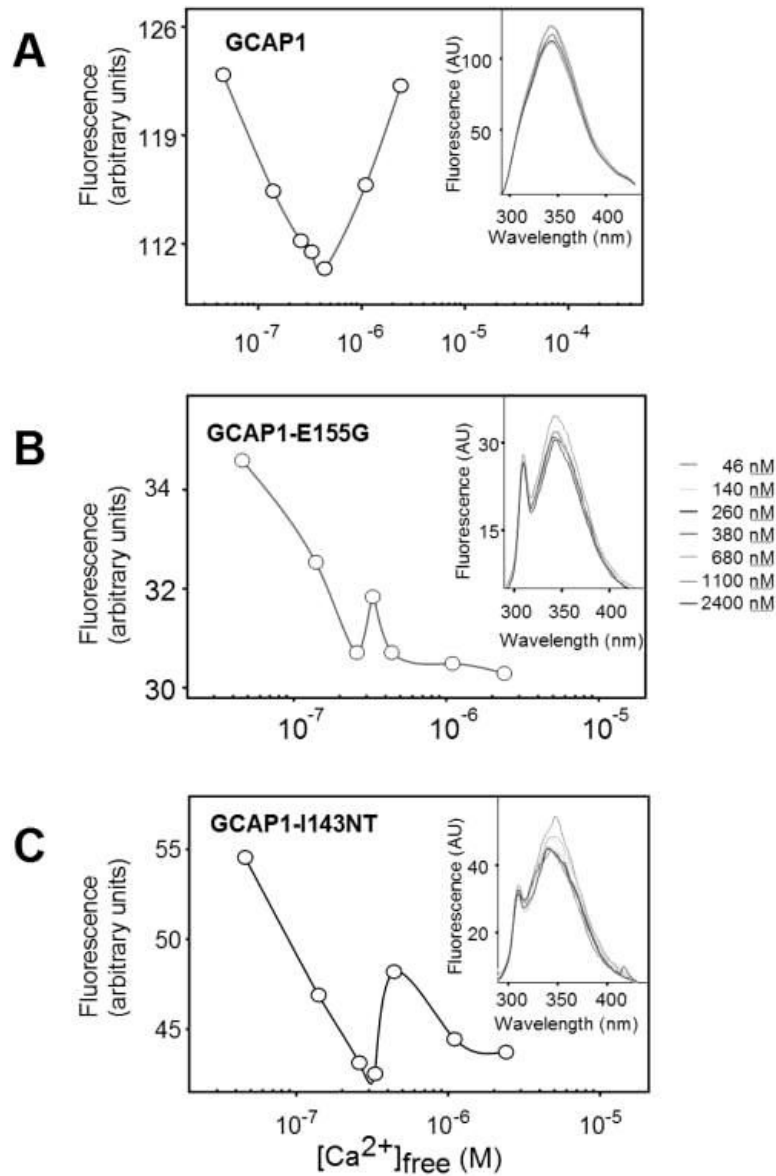 A
GCAP1
Fluorescence
(arbitrary units)
126
119
112
10-7
10-6
10-5
10-4
Fluorescence (AU)
100
50
300
350
400
Wavelength (nm)
B
GCAP1-E155G
Fluorescence
(arbitrary units)
34
32
30
10-7
10-6
10-5
Fluorescence (AU)
30
15
300
350
400
Wavelength (nm)
46 nM
140 nM
260 nM
380 nM
680 nM
1100 nM
2400 nM
C
GCAP1-I143NT
Fluorescence
(arbitrary units)
55
50
45
10-7
10-6
10-5
[Ca2+]free (M)
Fluorescence (AU)
40
20
300
350
400
Wavelength (nm)